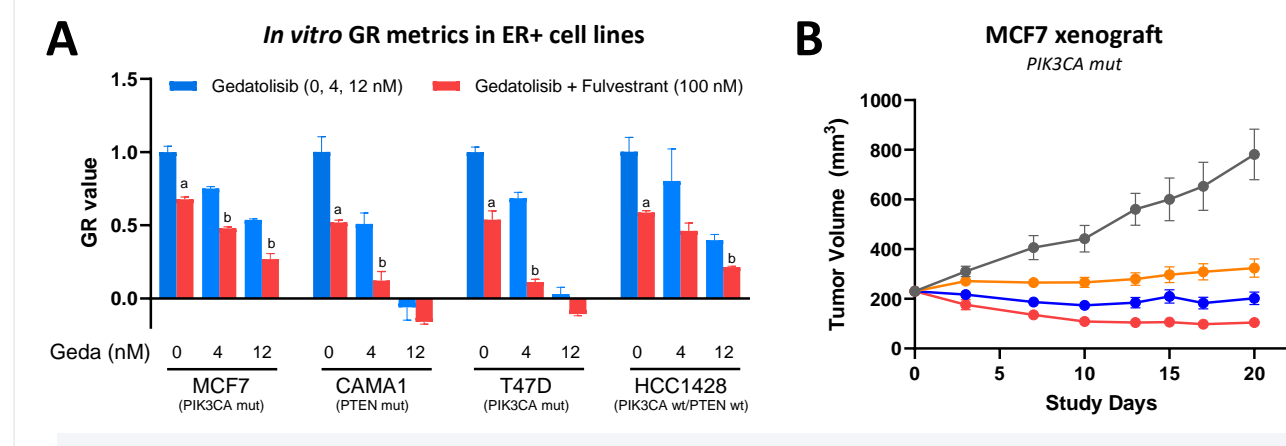 A
In vitro GR metrics in ER+ cell lines
Gedatolisib (0, 4, 12 nM)
Gedatolisib + Fulvestrant (100 nM)
GR value
1.5
1.0
0.5
0.0
a
b
b
a
b
a
b
a
b
Geda (nM) 0 4 12 0 4 12 0 4 12 0 4 12
MCF7 CAMA1 T47D HCC1428
(PIK3CA mut) (PTEN mut) (PIK3CA mut) (PIK3CA wt/PTEN wt)
B
MCF7 xenograft
PIK3CA mut
Tumor Volume (mm³)
1000
800
600
400
200
0
0 5 10 15 20
Study Days